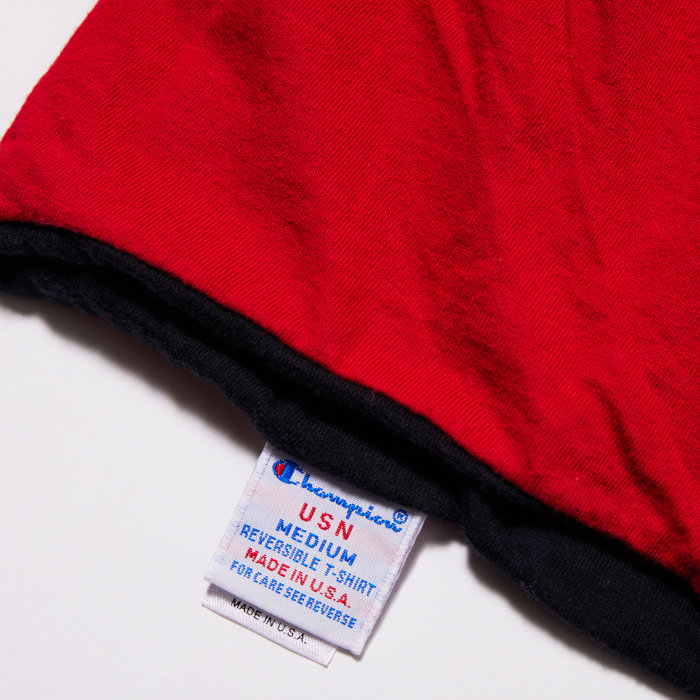 Champion®
USN
MEDIUM
REVERSIBLE T-SHIRT
MADE IN U.S.A.
FOR CARE SEE REVERSE
MADE IN U.S.A.